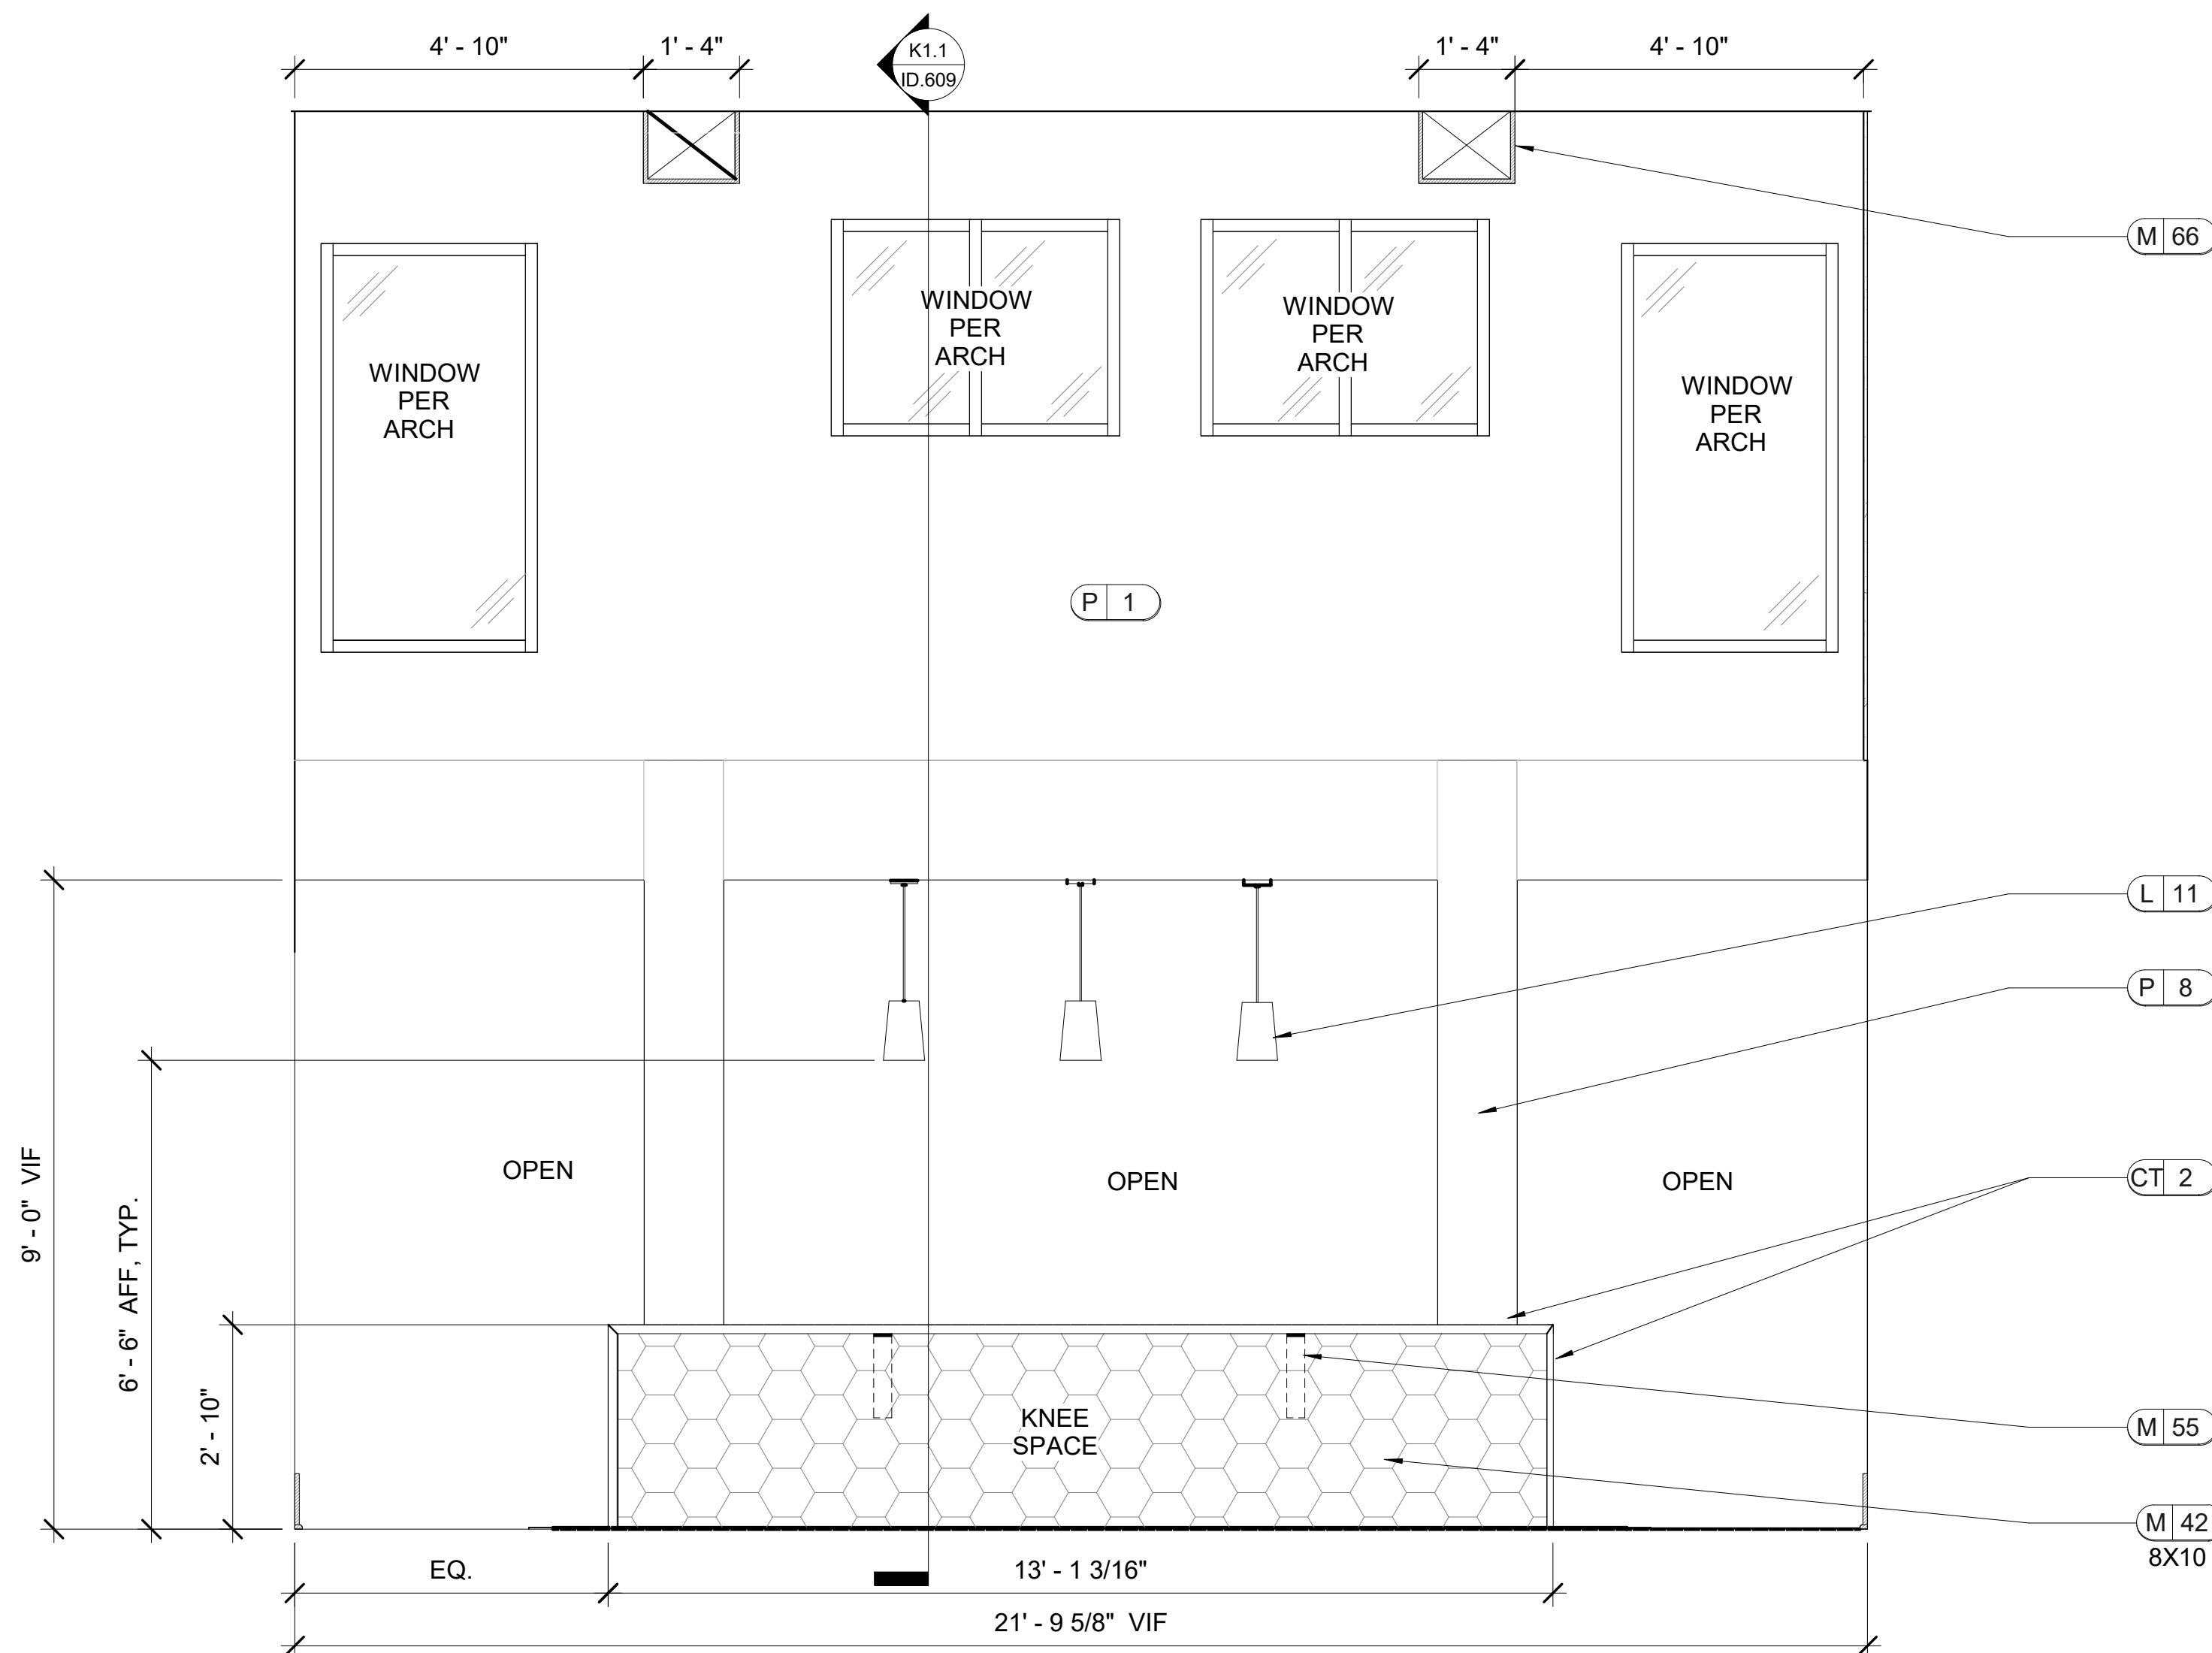 4' - 10"
1' - 4"
K1.1
ID.609
1' - 4"
4' - 10"
M 66
WINDOW
PER
ARCH
WINDOW
PER
ARCH
WINDOW
PER
ARCH
WINDOW
PER
ARCH
P 1
L 11
P 8
9' - 0" VIF
6' - 6" AFF, TYP.
2' - 10"
OPEN
OPEN
OPEN
CT 2
KNEE
SPACE
M 55
M 42
8X10
EQ.
13' - 1 3/16"
21' - 9 5/8" VIF